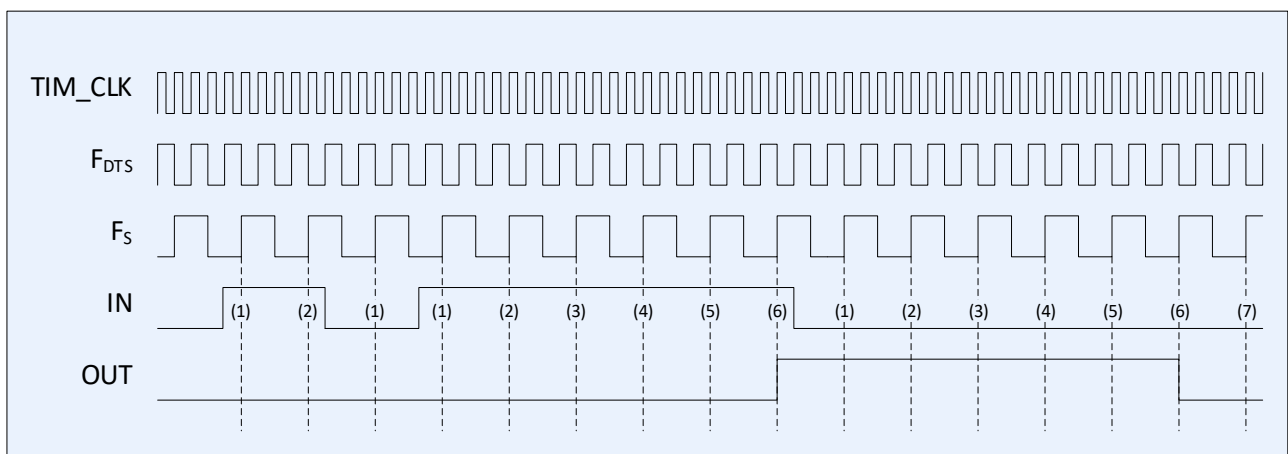 TIM_CLK
FDTS
FS
IN
(1) (2) (1) (1) (2) (3) (4) (5) (6) (1) (2) (3) (4) (5) (6) (7)
OUT